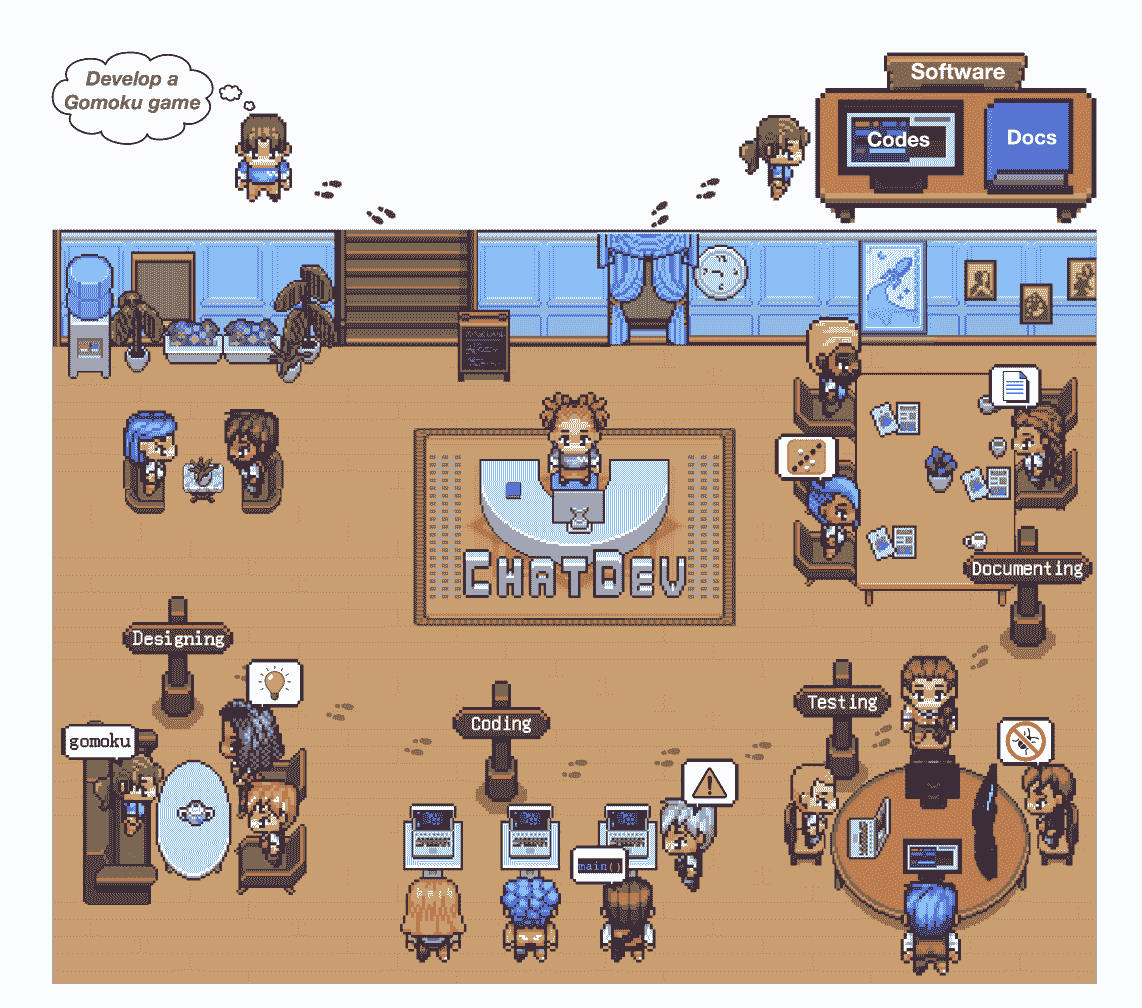 Develop a
Gomoku game
Software
Codes
Docs
CHATDEV
Documenting
Designing
Testing
Coding
gomoku
main()